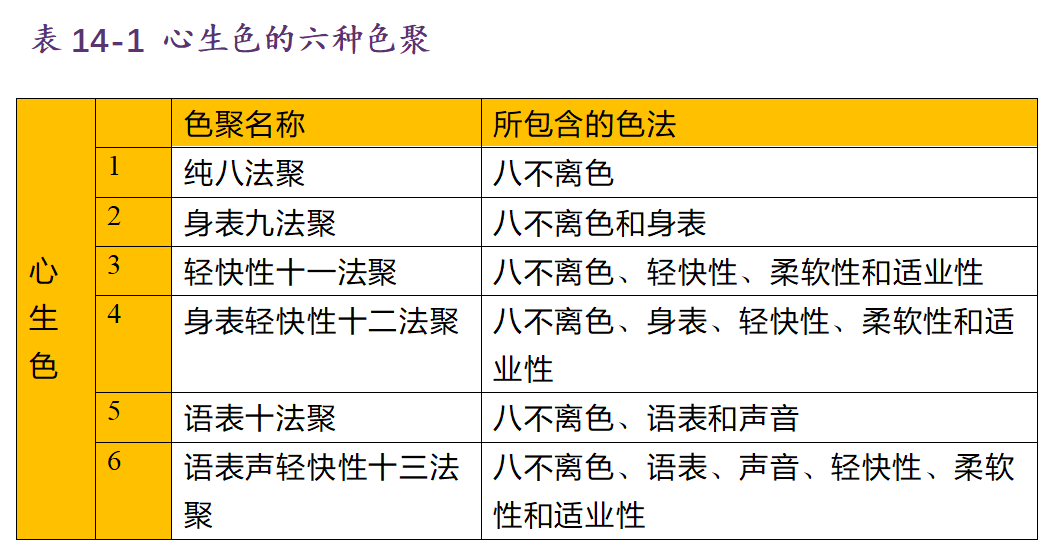 表 14-1 心生色的六种色聚
色聚名称 所包含的色法
心
生
色
1 纯八法聚 八不离色
2 身表九法聚 八不离色和身表
3 轻快性十一法聚 八不离色、轻快性、柔软性和适业性
4 身表轻快性十二法聚 八不离色、身表、轻快性、柔软性和适
业性
5 语表十法聚 八不离色、语表和声音
6 语表声轻快性十三法 八不离色、语表、声音、轻快性、柔软
聚 性和适业性